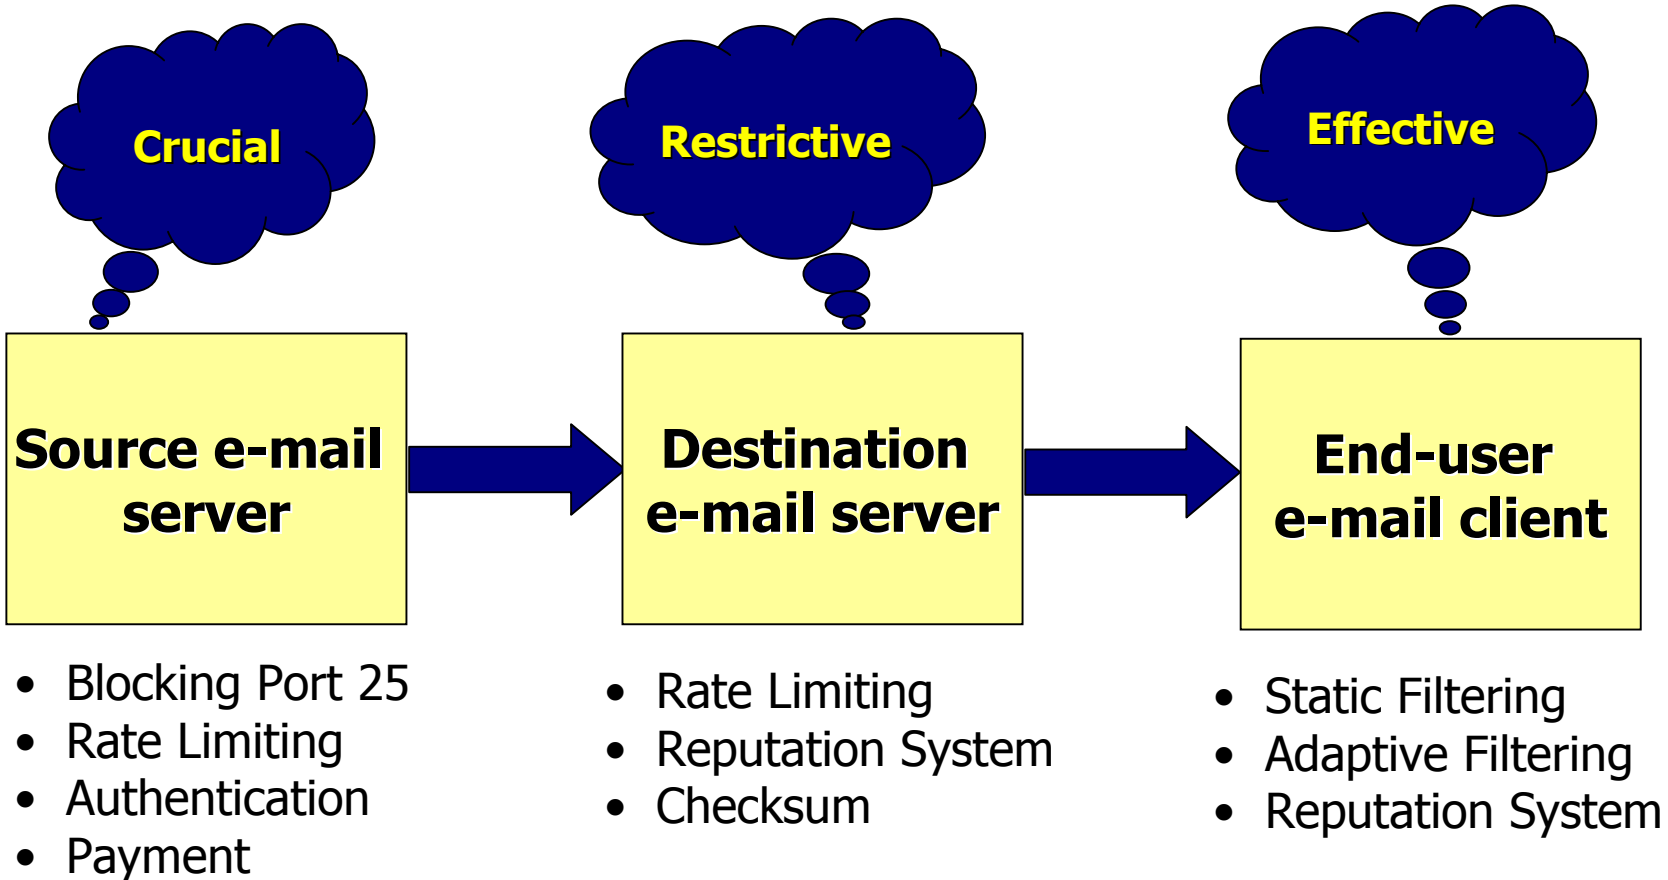 Crucial
Restrictive
Effective
Source e-mail
server
Destination
e-mail server
End-user
e-mail client
• Blocking Port 25
• Rate Limiting
• Authentication
• Payment
• Rate Limiting
• Reputation System
• Checksum
• Static Filtering
• Adaptive Filtering
• Reputation System